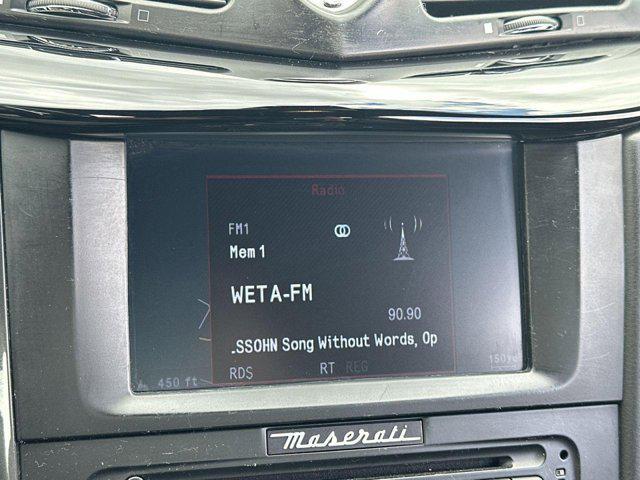 Radio
FM1
Mem 1
WETA-FM
90.90
.SSOHN Song Without Words, Op
RDS RT REG
450 ft 150yd
Maserati